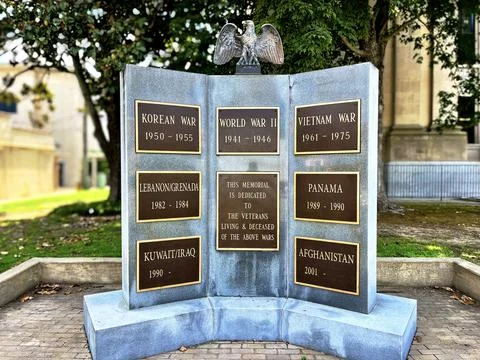 KOREAN WAR
1950 - 1955
WORLD WAR II
1941 - 1946
VIETNAM WAR
1961 - 1975
LEBANON/GRENADA
1982 - 1984
THIS MEMORIAL
IS DEDICATED
TO THE
VETERANS
LIVING & DECEASED
OF THE ABOVE WARS
PANAMA
1989 - 1990
KUWAIT/IRAQ
1990 -
AFGHANISTAN
2001 -